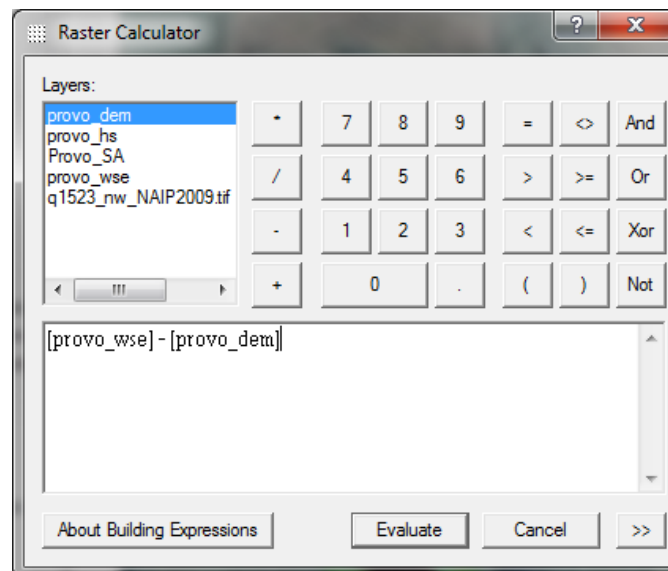 Raster Calculator ? X
Layers:
provo_dem
provo_hs
Provo_SA
provo_wse
q1523_nw_NAIP2009.tif
* 7 8 9 = <> And
/ 4 5 6 > >= Or
- 1 2 3 < <= Xor
+ 0 . ( ) Not
[provo_wse] - [provo_dem]
About Building Expressions Evaluate Cancel >>